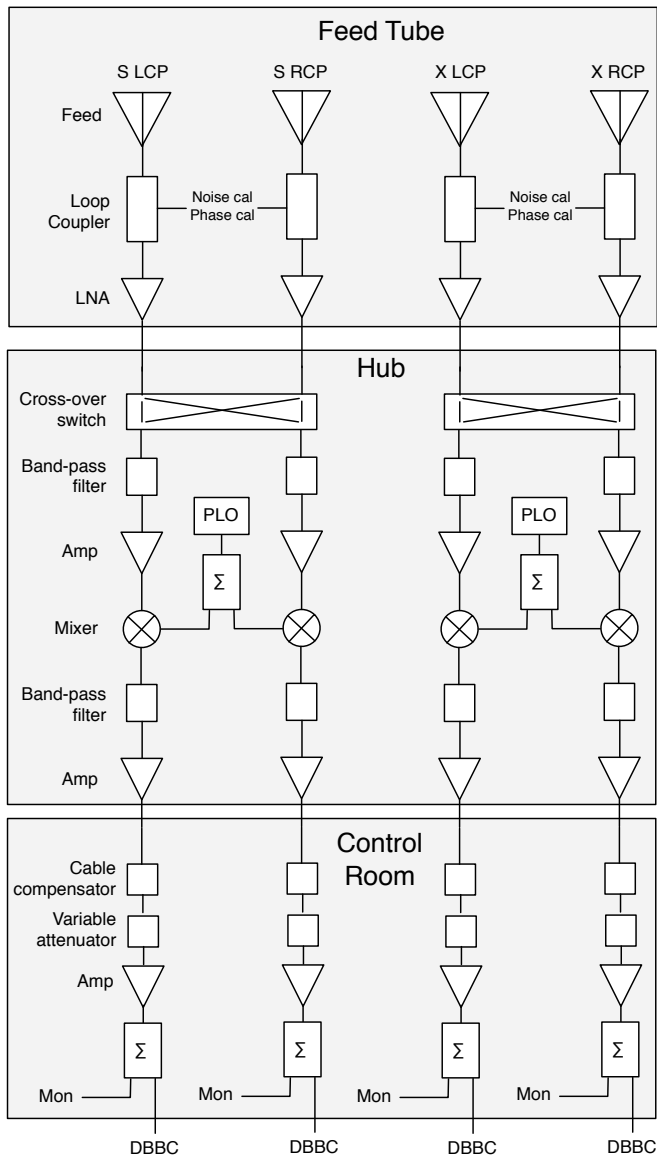 Feed Tube
S LCP S RCP X LCP X RCP
Feed
Loop
Coupler
Noise cal
Phase cal
Noise cal
Phase cal
LNA
Hub
Cross-over
switch
Band-pass
filter
PLO PLO
Amp
Σ Σ
Mixer
Band-pass
filter
Amp
Control
Room
Cable
compensator
Variable
attenuator
Amp
Σ Σ Σ Σ
Mon Mon Mon Mon
DBBC DBBC DBBC DBBC